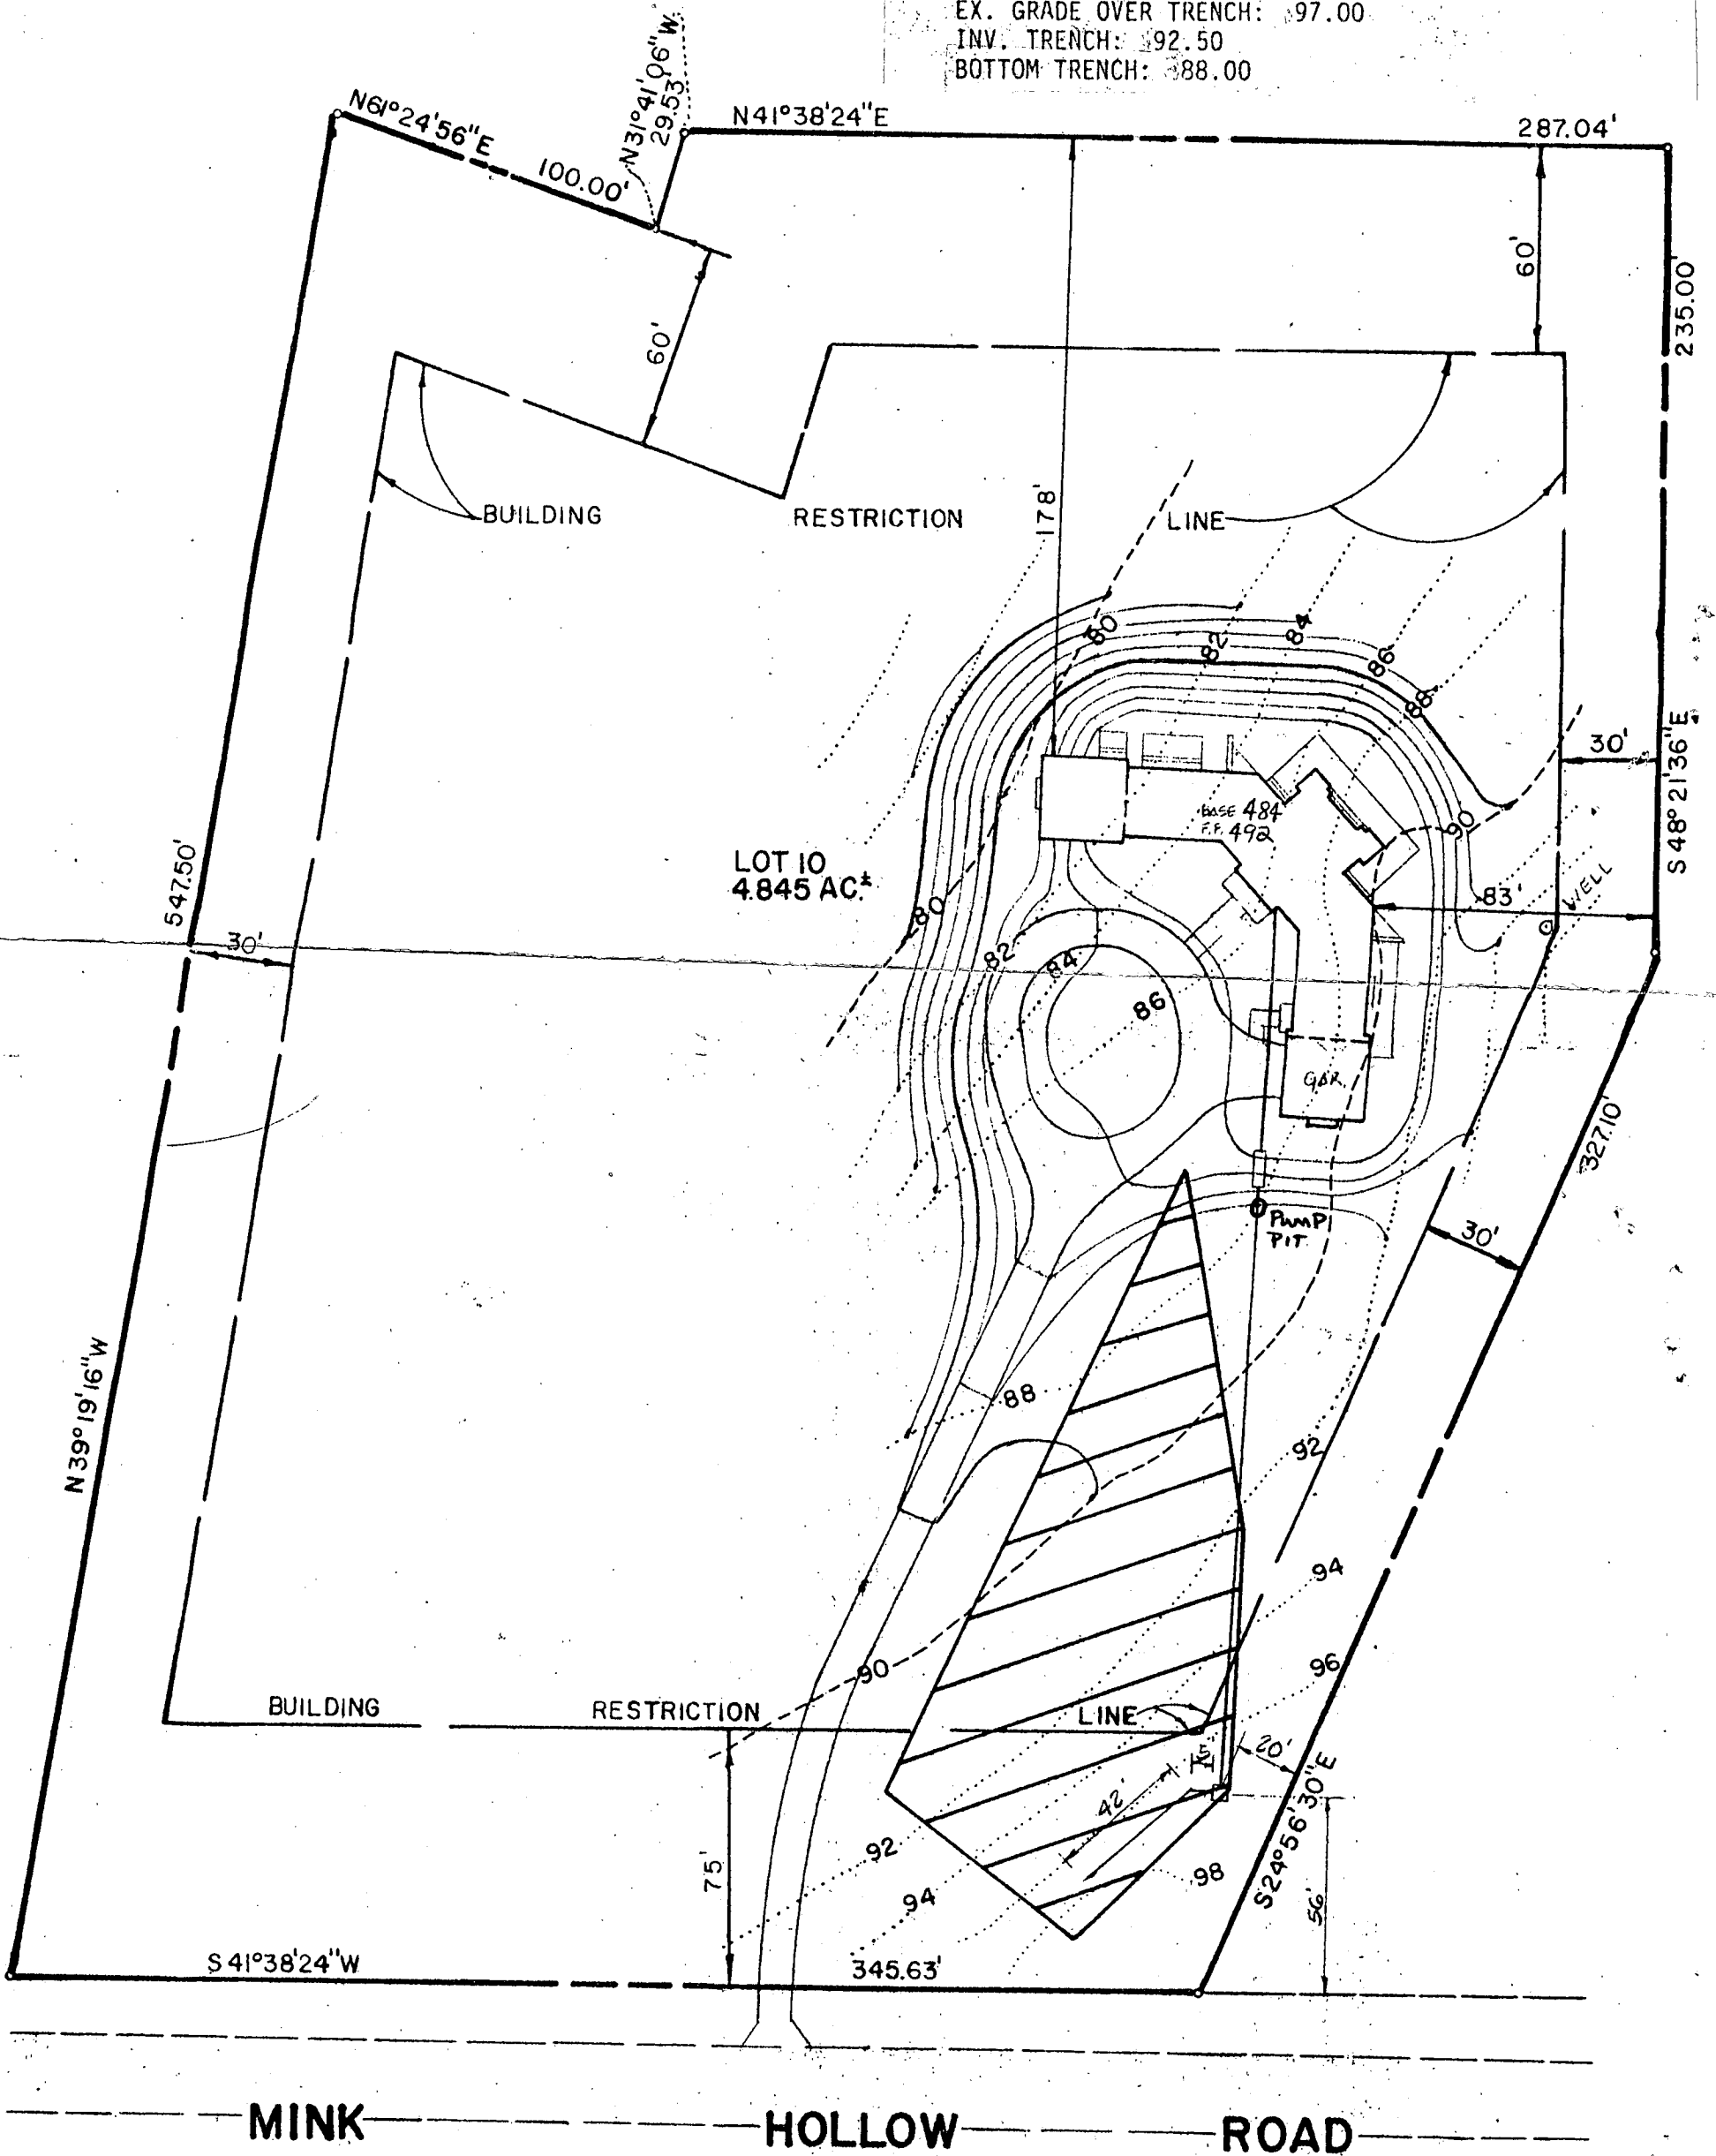 EX. GRADE OVER TRENCH: 97.00
INV. TRENCH: 92.50
BOTTOM TRENCH: 88.00
N61°24'56"E
100.00'
N31°41'06"W
29.53'
N41°38'24"E
287.04'
60'
60'
235.00'
178'
BUILDING RESTRICTION LINE
80
82
84
86
88
30'
S48°21'36"E
BASE 484
F.F. 492
90
LOT 10
4.845 AC.±
547.50'
83'
WELL
30'
80
82
84
86
GAR.
327.10'
PUMP
PIT
30'
N39°19'16"W
88
92
94
90
96
BUILDING RESTRICTION LINE
20'
S24°56'30"E
42'
75'
92
94
98
56'
S41°38'24"W
345.63'
MINK HOLLOW ROAD